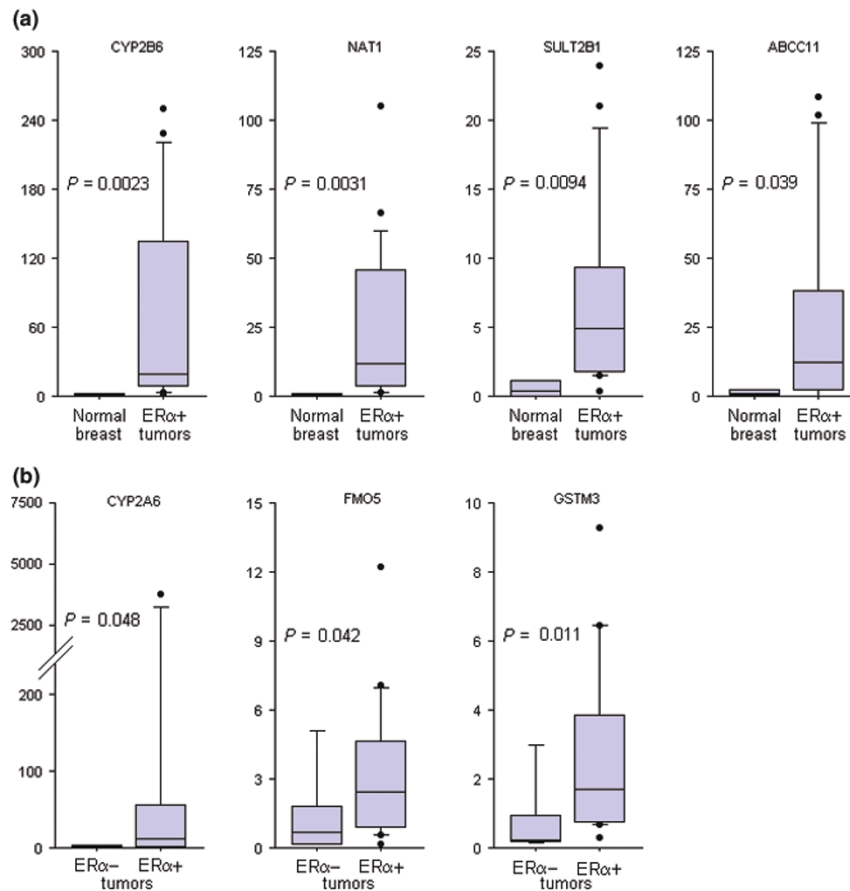 (a)
CYP2B6
300
240
180
120
60
0
P = 0.0023
Normal breast
ERα+ tumors
NAT1
125
100
75
50
25
0
P = 0.0031
Normal breast
ERα+ tumors
SULT2B1
25
20
15
10
5
0
P = 0.0094
Normal breast
ERα+ tumors
ABCC11
125
100
75
50
25
0
P = 0.039
Normal breast
ERα+ tumors
(b)
CYP2A6
7500
5000
2500
200
100
0
P = 0.048
ERα− ERα+
tumors
FMO5
15
12
9
6
3
0
P = 0.042
ERα− ERα+
tumors
GSTM3
10
8
6
4
2
0
P = 0.011
ERα− ERα+
tumors